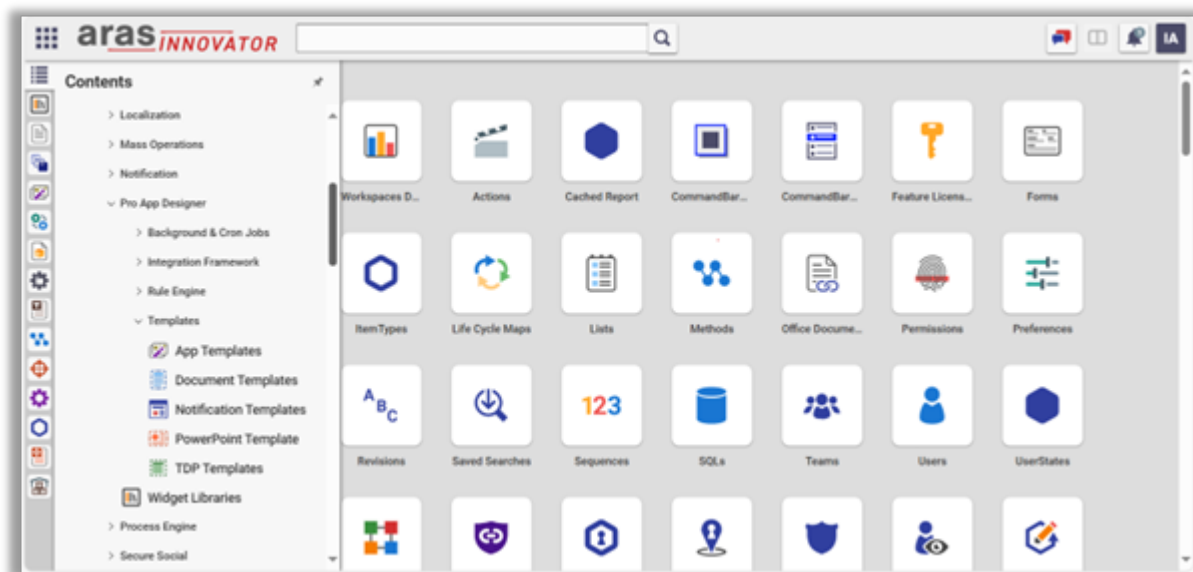 aras INNOVATOR
IA
Contents
Localization
Mass Operations
Notification
Pro App Designer
Background & Cron Jobs
Integration Framework
Rule Engine
Templates
App Templates
Document Templates
Notification Templates
PowerPoint Template
TDP Templates
Widget Libraries
Process Engine
Secure Social
Workspaces D... Actions Cached Report CommandBar... CommandBar... Feature Licens... Forms
ItemTypes Life Cycle Maps Lists Methods Office Docume... Permissions Preferences
A B C 123
Revisions Saved Searches Sequences SQLs Teams Users UserStates